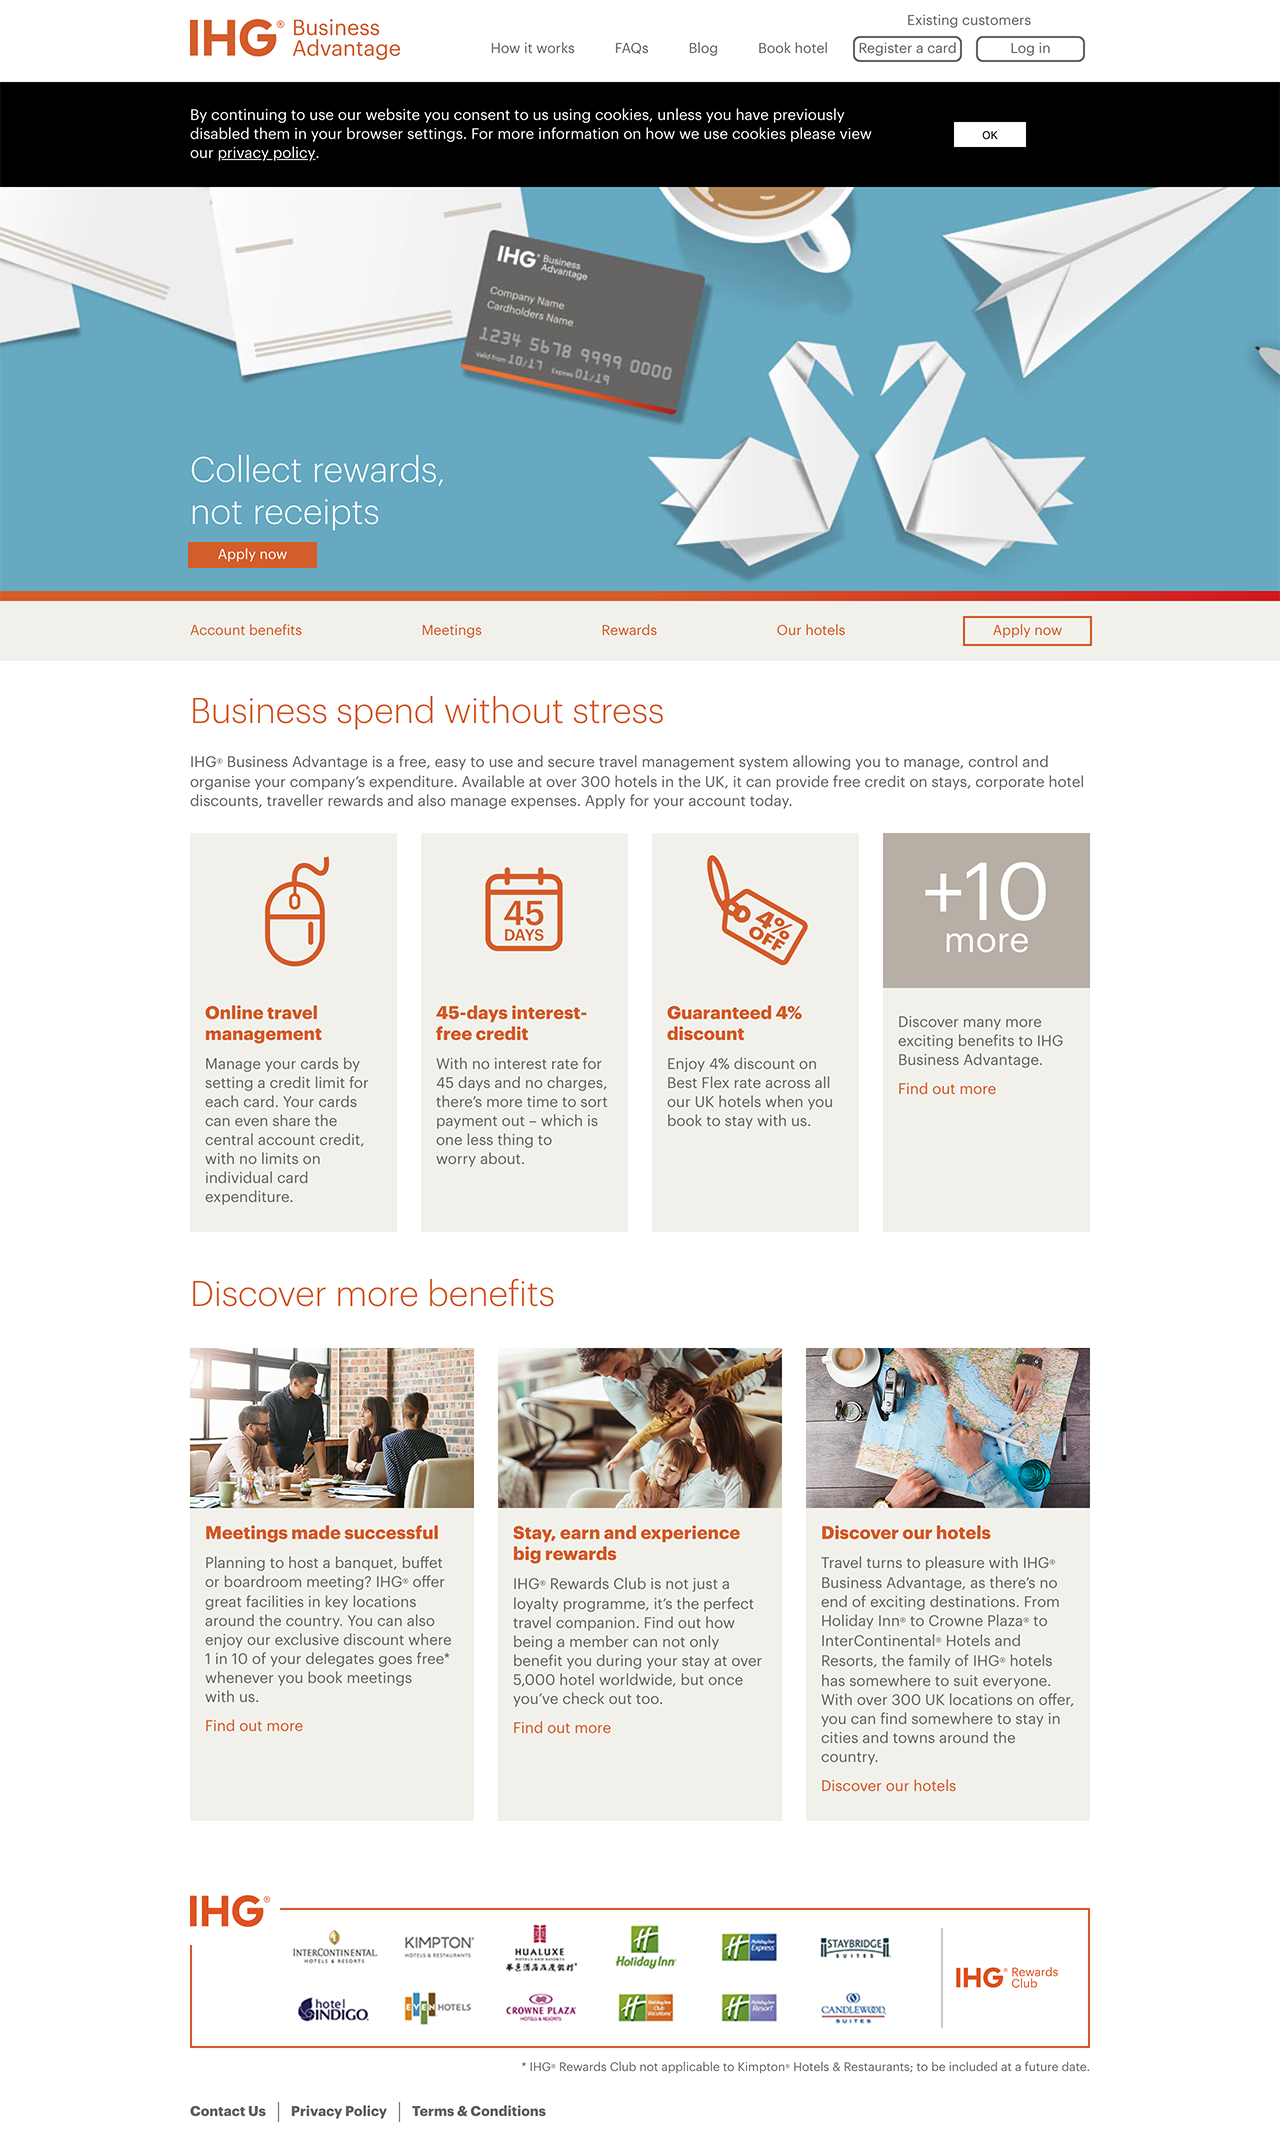 IHG® Business
Advantage
Existing customers
How it works
FAQs
Blog
Book hotel
Register a card
Log in
By continuing to use our website you consent to us using cookies, unless you have previously
disabled them in your browser settings. For more information on how we use cookies please view
our privacy policy.
OK
IHG® Business
Advantage
Company Name
Cardholders Name
1234 5678 9999 0000
Valid from 10/17 Expires 01/19
Collect rewards,
not receipts
Apply now
Account benefits
Meetings
Rewards
Our hotels
Apply now
Business spend without stress
IHG® Business Advantage is a free, easy to use and secure travel management system allowing you to manage, control and
organise your company's expenditure. Available at over 300 hotels in the UK, it can provide free credit on stays, corporate hotel
discounts, traveller rewards and also manage expenses. Apply for your account today.
Online travel
management
Manage your cards by
setting a credit limit for
each card. Your cards
can even share the
central account credit,
with no limits on
individual card
expenditure.
45
DAYS
45-days interest-
free credit
With no interest rate for
45 days and no charges,
there's more time to sort
payment out – which is
one less thing to
worry about.
4%
OFF
Guaranteed 4%
discount
Enjoy 4% discount on
Best Flex rate across all
our UK hotels when you
book to stay with us.
+10
more
Discover many more
exciting benefits to IHG
Business Advantage.
Find out more
Discover more benefits
Meetings made successful
Planning to host a banquet, buffet
or boardroom meeting? IHG® offer
great facilities in key locations
around the country. You can also
enjoy our exclusive discount where
1 in 10 of your delegates goes free*
whenever you book meetings
with us.
Find out more
Stay, earn and experience
big rewards
IHG® Rewards Club is not just a
loyalty programme, it's the perfect
travel companion. Find out how
being a member can not only
benefit you during your stay at over
5,000 hotel worldwide, but once
you've check out too.
Find out more
Discover our hotels
Travel turns to pleasure with IHG®
Business Advantage, as there's no
end of exciting destinations. From
Holiday Inn® to Crowne Plaza® to
InterContinental® Hotels and
Resorts, the family of IHG® hotels
has somewhere to suit everyone.
With over 300 UK locations on offer,
you can find somewhere to stay in
cities and towns around the
country.
Discover our hotels
IHG®
INTERCONTINENTAL.
HOTELS & RESORTS
KIMPTON®
HOTELS & RESTAURANTS
HUALUXE
HOTELS AND RESORTS
Holiday Inn
Holiday Inn
Express
STAYBRIDGE
SUITES
hotel
INDIGO.
EVEN HOTELS
CROWNE PLAZA
HOTELS & RESORTS
Holiday Inn
Club
Vacations
Holiday Inn
Resort
CANDLEWOOD
SUITES
IHG® Rewards
Club
* IHG® Rewards Club not applicable to Kimpton® Hotels & Restaurants; to be included at a future date.
Contact Us
Privacy Policy
Terms & Conditions